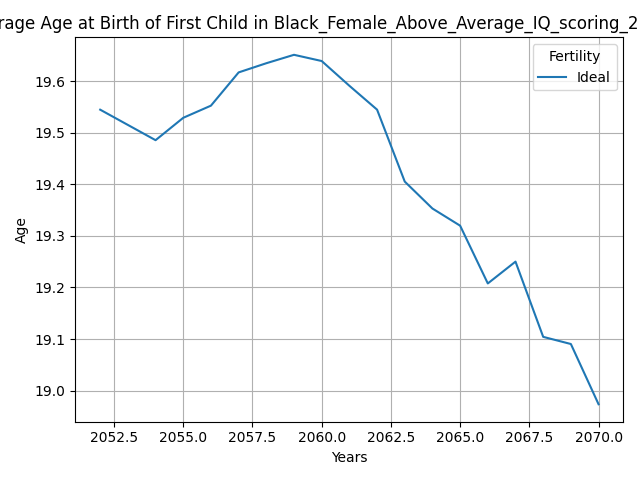 Age at Birth of First Child in Black_Female_Above_Average_IQ_scoring_2
Fertility
Ideal
19.6
19.5
19.4
19.3
19.2
19.1
19.0
Age
2052.5 2055.0 2057.5 2060.0 2062.5 2065.0 2067.5 2070.0
Years